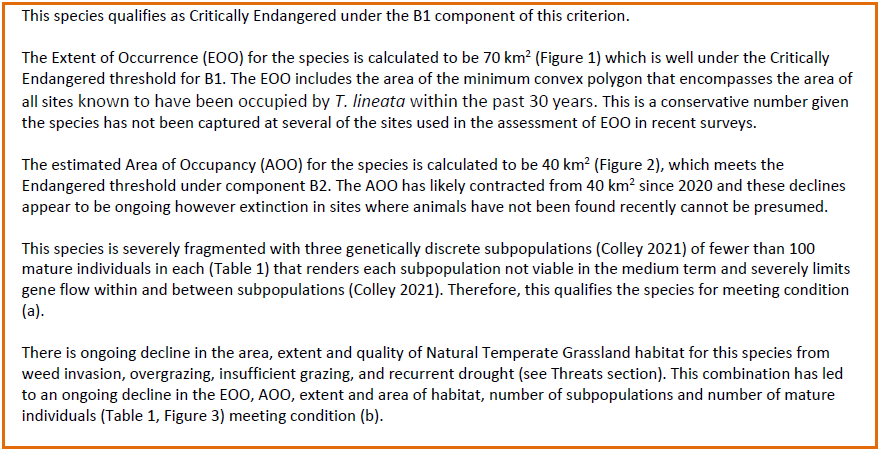 This species qualifies as Critically Endangered under the B1 component of this criterion.
The Extent of Occurrence (EOO) for the species is calculated to be 70 km² (Figure 1) which is well under the Critically
Endangered threshold for B1. The EOO includes the area of the minimum convex polygon that encompasses the area of
all sites known to have been occupied by T. lineata within the past 30 years. This is a conservative number given
the species has not been captured at several of the sites used in the assessment of EOO in recent surveys.
The estimated Area of Occupancy (AOO) for the species is calculated to be 40 km² (Figure 2), which meets the
Endangered threshold under component B2. The AOO has likely contracted from 40 km² since 2020 and these declines
appear to be ongoing however extinction in sites where animals have not been found recently cannot be presumed.
This species is severely fragmented with three genetically discrete subpopulations (Colley 2021) of fewer than 100
mature individuals in each (Table 1) that renders each subpopulation not viable in the medium term and severely limits
gene flow within and between subpopulations (Colley 2021). Therefore, this qualifies the species for meeting condition
(a).
There is ongoing decline in the area, extent and quality of Natural Temperate Grassland habitat for this species from
weed invasion, overgrazing, insufficient grazing, and recurrent drought (see Threats section). This combination has led
to an ongoing decline in the EOO, AOO, extent and area of habitat, number of subpopulations and number of mature
individuals (Table 1, Figure 3) meeting condition (b).